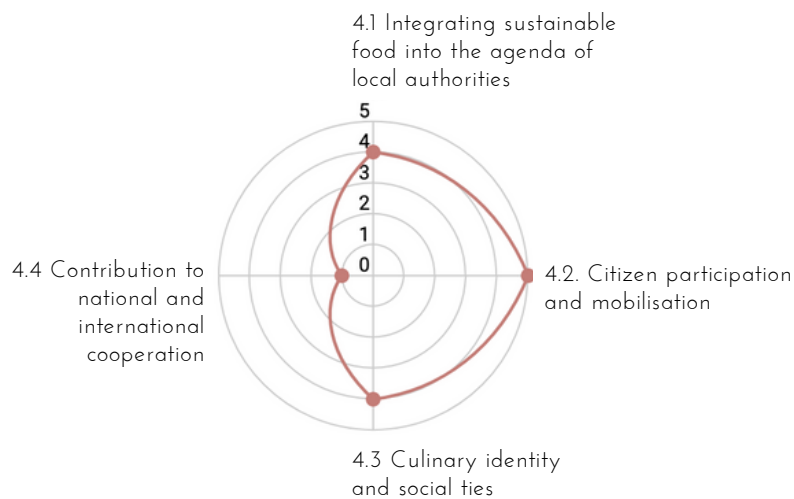 4.1 Integrating sustainable
food into the agenda of
local authorities
5
4
3
2
1
0
4.4 Contribution to
national and
international
cooperation
4.2. Citizen participation
and mobilisation
4.3 Culinary identity
and social ties